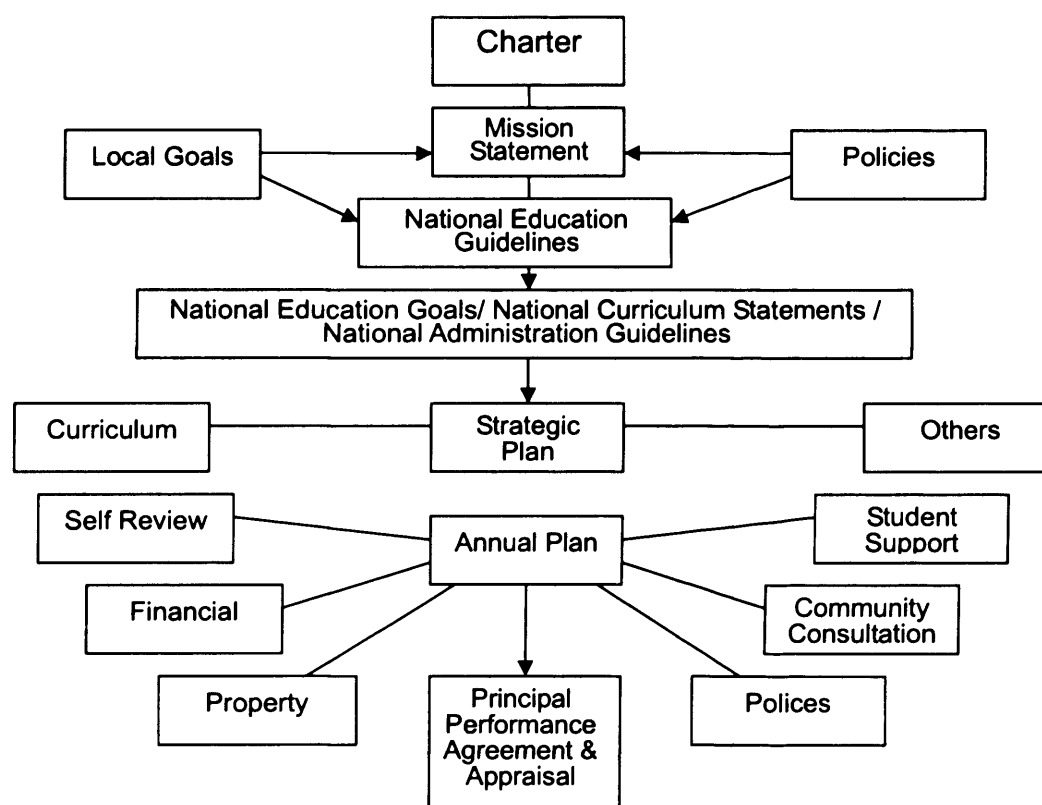 Charter
Mission
Statement
Local Goals
Policies
National Education
Guidelines
National Education Goals/ National Curriculum Statements /
National Administration Guidelines
Curriculum
Strategic
Plan
Others
Self Review
Annual Plan
Student
Support
Financial
Community
Consultation
Property
Principal
Performance
Agreement &
Appraisal
Polices